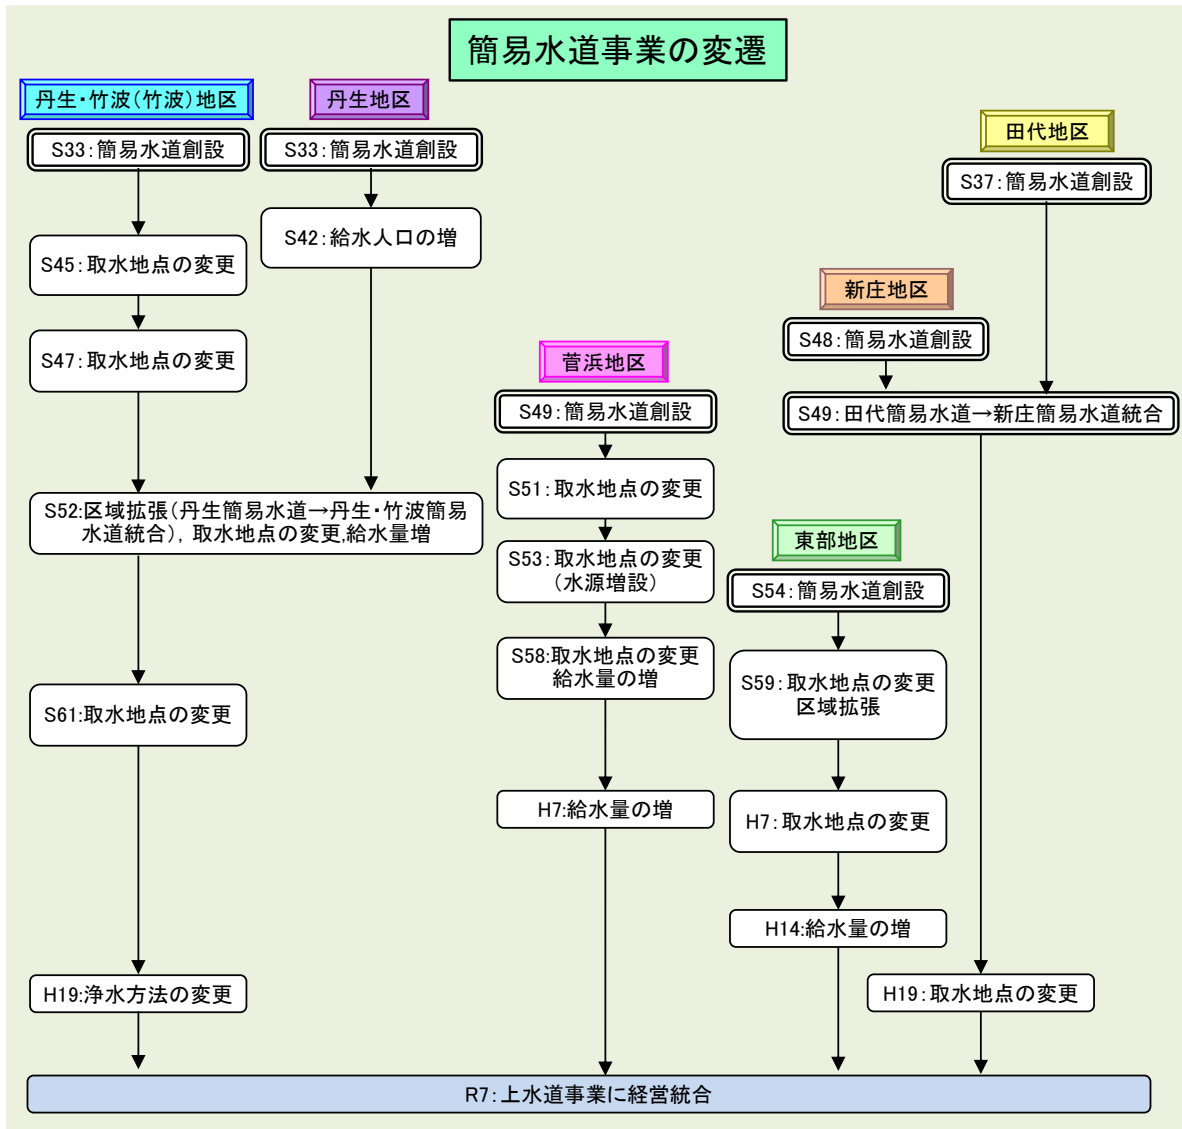 簡易水道事業の変遷
丹生・竹波(竹波)地区
S33:簡易水道創設
S45:取水地点の変更
S47:取水地点の変更
丹生地区
S33:簡易水道創設
S42:給水人口の増
S52:区域拡張(丹生簡易水道→丹生・竹波簡易
水道統合), 取水地点の変更,給水量増
S61:取水地点の変更
H19:浄水方法の変更
菅浜地区
S49:簡易水道創設
S51:取水地点の変更
S53:取水地点の変更
(水源増設)
S58:取水地点の変更
給水量の増
H7:給水量の増
東部地区
S54:簡易水道創設
S59:取水地点の変更
区域拡張
H7:取水地点の変更
H14:給水量の増
新庄地区
S48:簡易水道創設
田代地区
S37:簡易水道創設
S49:田代簡易水道→新庄簡易水道統合
H19:取水地点の変更
R7:上水道事業に経営統合